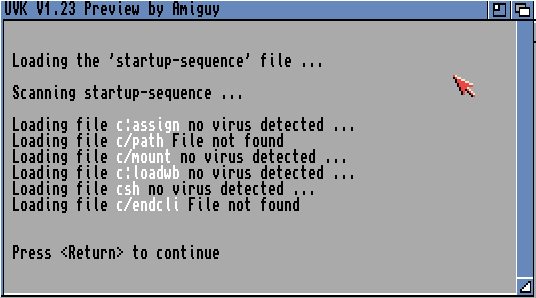 UVK V1.23 Preview by Amiguy
Loading the 'startup-sequence' file ...
Scanning startup-sequence ...
Loading file c¦assign no virus detected ...
Loading file c/path File not found
Loading file c/mount no virus detected ...
Loading file c¦loadwb no virus detected ...
Loading file csh no virus detected ...
Loading file c/endcli File not found
Press <Return> to continue